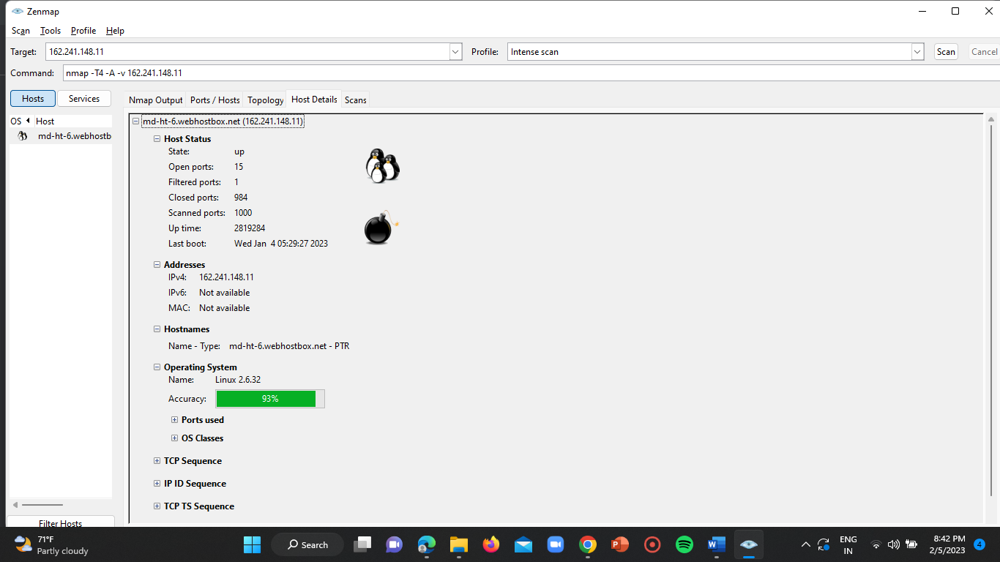 Zenmap
Scan Tools Profile Help
Target: 162.241.148.11 Profile: Intense scan Scan Cancel
Command: nmap -T4 -A -v 162.241.148.11
Hosts Services
Nmap Output Ports / Hosts Topology Host Details Scans
OS Host
md-ht-6.webhostb
md-ht-6.webhostbox.net (162.241.148.11)
Host Status
State: up
Open ports: 15
Filtered ports: 1
Closed ports: 984
Scanned ports: 1000
Up time: 2819284
Last boot: Wed Jan 4 05:29:27 2023
Addresses
IPv4: 162.241.148.11
IPv6: Not available
MAC: Not available
Hostnames
Name - Type: md-ht-6.webhostbox.net - PTR
Operating System
Name: Linux 2.6.32
Accuracy: 93%
Ports used
OS Classes
TCP Sequence
IP ID Sequence
TCP TS Sequence
Filter Hosts
71°F
Partly cloudy
Search
ENG
IN
8:42 PM
2/5/2023
4